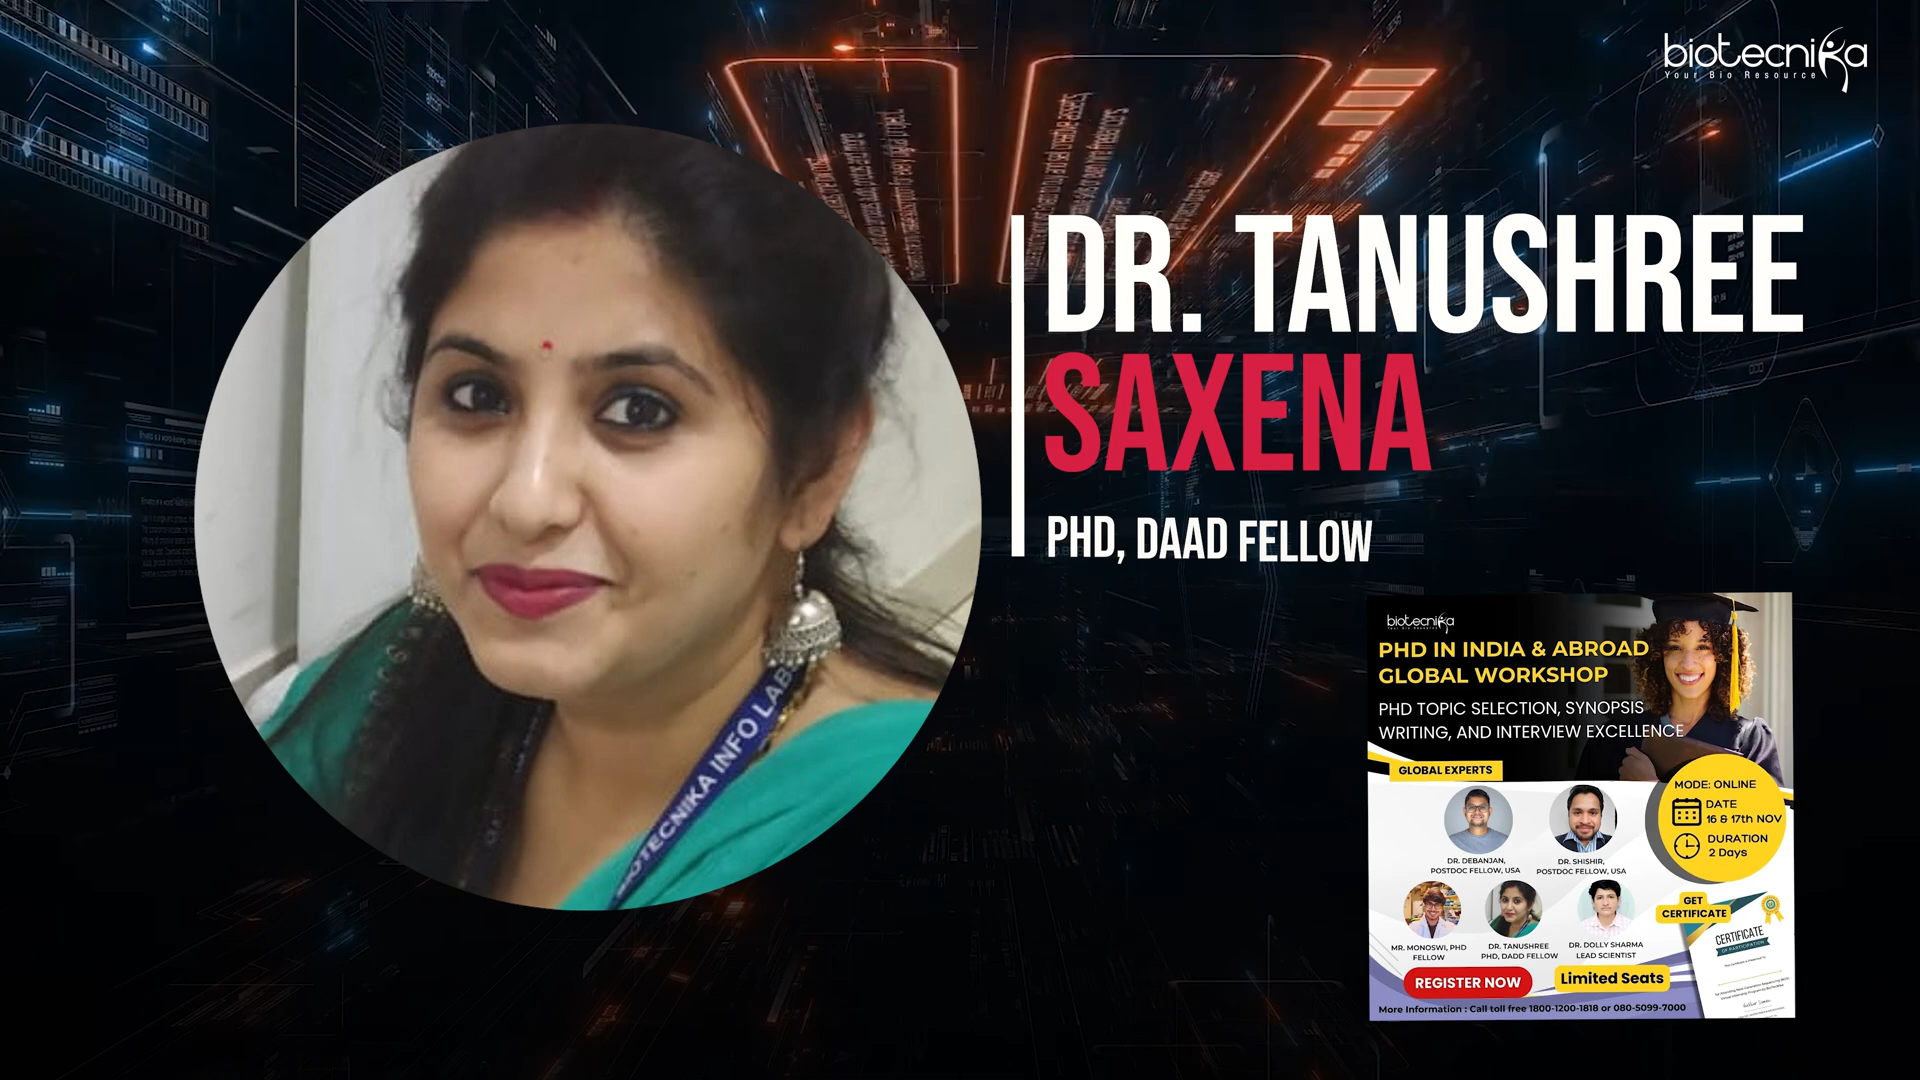 biotecnika
Your Bio Resource
DR. TANUSHREE
SAXENA
PHD, DAAD FELLOW
BIOTECNIKA INFO LABS
biotecnika
PHD IN INDIA & ABROAD
GLOBAL WORKSHOP
PHD TOPIC SELECTION, SYNOPSIS
WRITING, AND INTERVIEW EXCELLENCE
GLOBAL EXPERTS
MODE: ONLINE
DATE
16 & 17th NOV
DURATION
2 Days
DR. DEBANJAN,
POSTDOC FELLOW, USA
DR. SHISHIR,
POSTDOC FELLOW, USA
GET
CERTIFICATE
MR. MONOSWI, PHD
FELLOW
DR. TANUSHREE
PHD, DADD FELLOW
DR. DOLLY SHARMA
LEAD SCIENTIST
CERTIFICATE
OF PARTICIPATION
REGISTER NOW
Limited Seats
More Information : Call toll free 1800-1200-1818 or 080-5099-7000